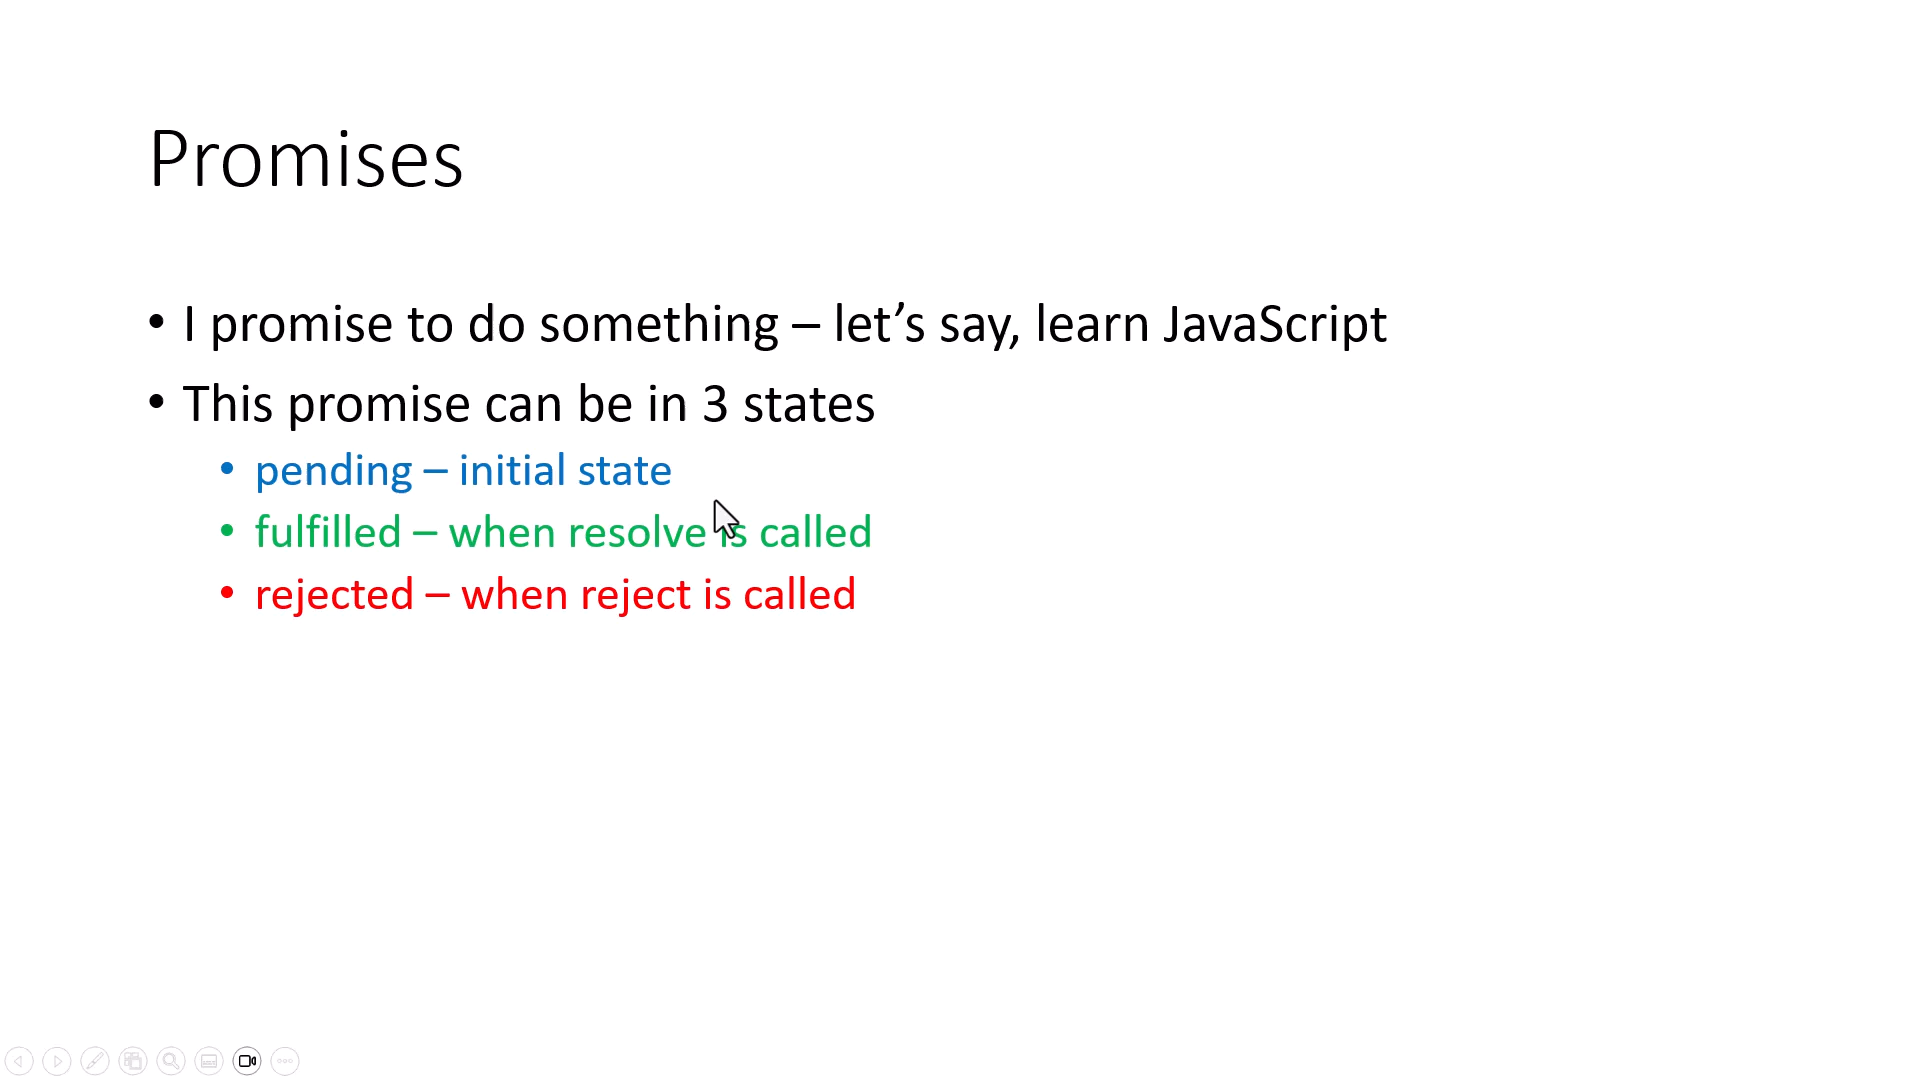 Promises
• I promise to do something – let’s say, learn JavaScript
• This promise can be in 3 states
• pending – initial state
• fulfilled – when resolve is called
• rejected – when reject is called